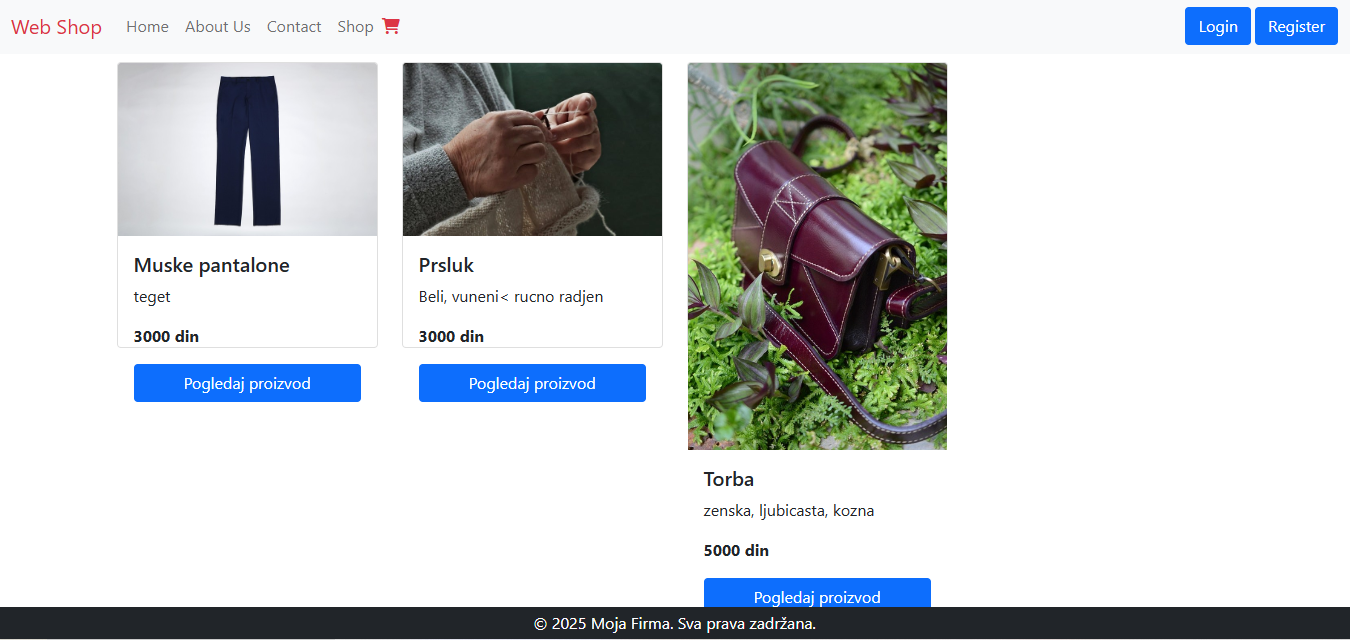 Web Shop Home About Us Contact Shop Login Register
Muske pantalone
teget
3000 din
Pogledaj proizvod
Prsluk
Beli, vuneni< rucno radjen
3000 din
Pogledaj proizvod
Torba
zenska, ljubicasta, kozna
5000 din
Pogledaj proizvod
© 2025 Moja Firma. Sva prava zadržana.